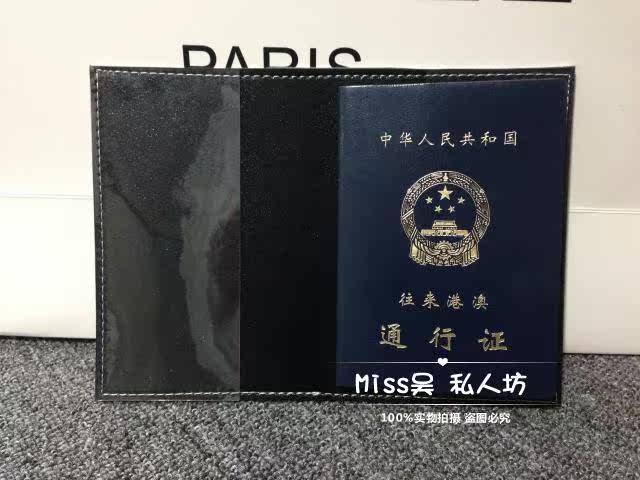 PARIS
中华人民共和国
往来港澳
通行证
Miss吴 私人坊
100%实物拍摄 盗图必究